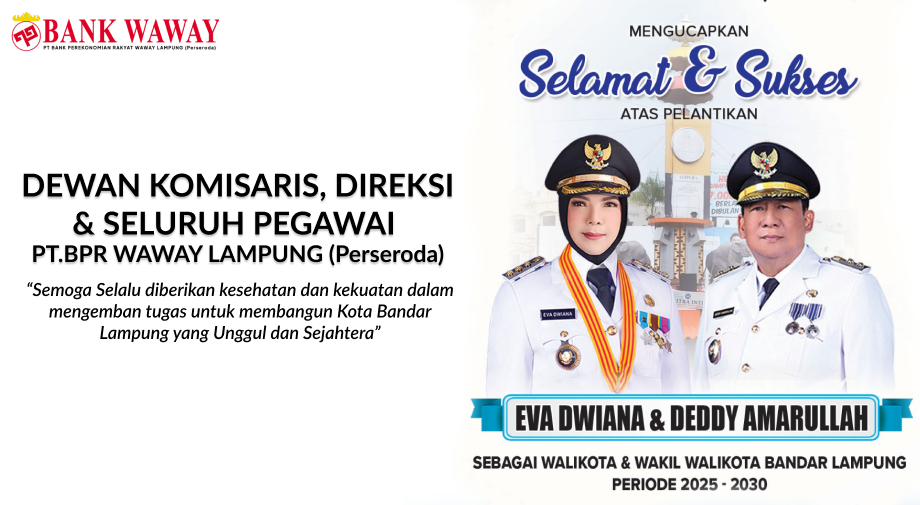 BANK WAWAY
PT BANK PEREKONOMIAN RAKYAT WAWAY LAMPUNG (Perseroda)
DEWAN KOMISARIS, DIREKSI
& SELURUH PEGAWAI
PT.BPR WAWAY LAMPUNG (Perseroda)
“Semoga Selalu diberikan kesehatan dan kekuatan dalam
mengemban tugas untuk membangun Kota Bandar
Lampung yang Unggul dan Sejahtera”
MENGUCAPKAN
Selamat & Sukses
ATAS PELANTIKAN
EVA DWIANA
EVA DWIANA & DEDDY AMARULLAH
SEBAGAI WALIKOTA & WAKIL WALIKOTA BANDAR LAMPUNG
PERIODE 2025 - 2030